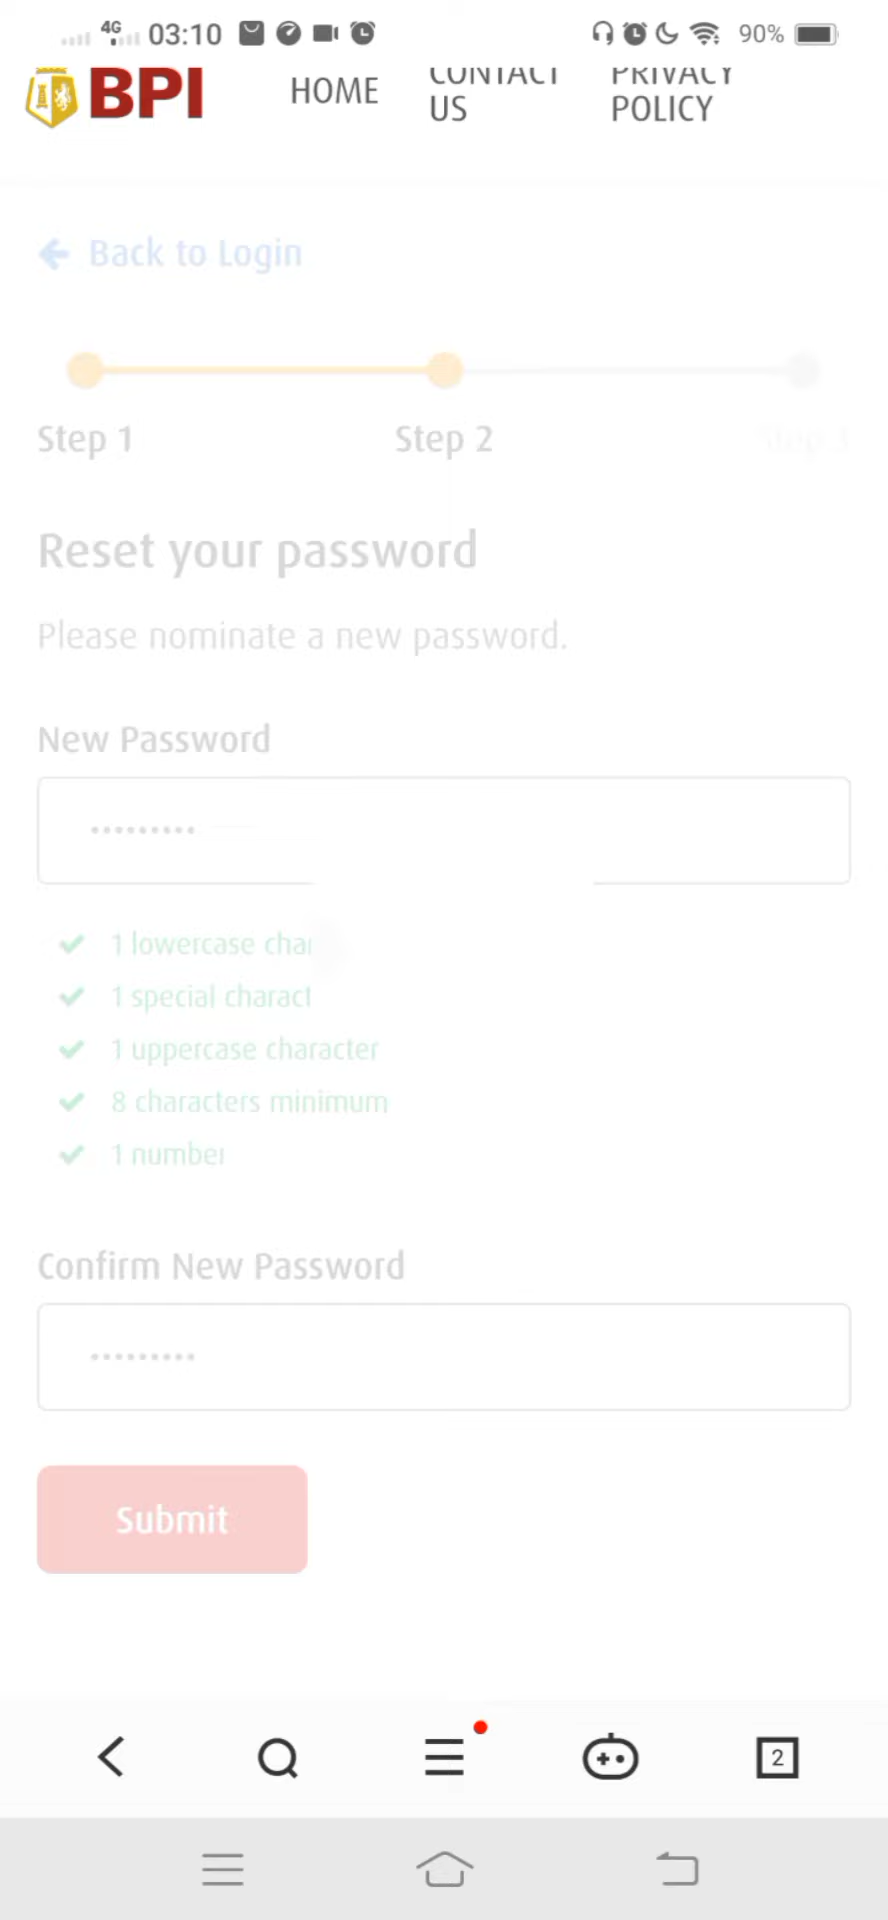 4G 03:10 90%
BPI HOME CONTACT US PRIVACY POLICY
Back to Login
Step 1 Step 2 Step 3
Reset your password
Please nominate a new password.
New Password
•••••••••
1 lowercase char
1 special charact
1 uppercase character
8 characters minimum
1 number
Confirm New Password
•••••••••
Submit
2